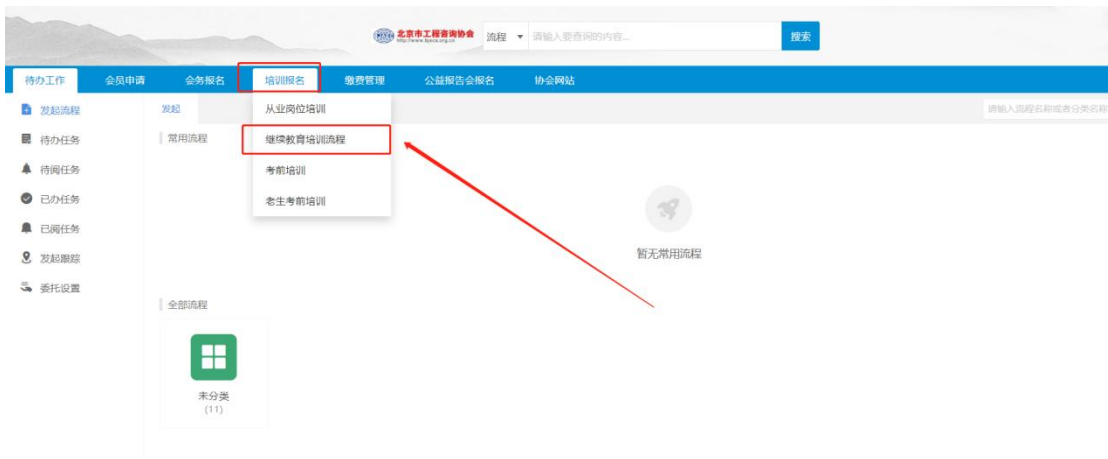 北京市工程咨询协会
流程
请输入要查询的内容...
搜索
待办工作 会员申请 会务报名 培训报名 缴费管理 公益报告会报名 协会网站
发起流程
发起
从业岗位培训
请输入流程名称或者分类名称
待办任务
常用流程
继续教育培训流程
待阅任务
考前培训
已办任务
老生考前培训
已阅任务
发起跟踪
暂无常用流程
委托设置
全部流程
未分类
(11)